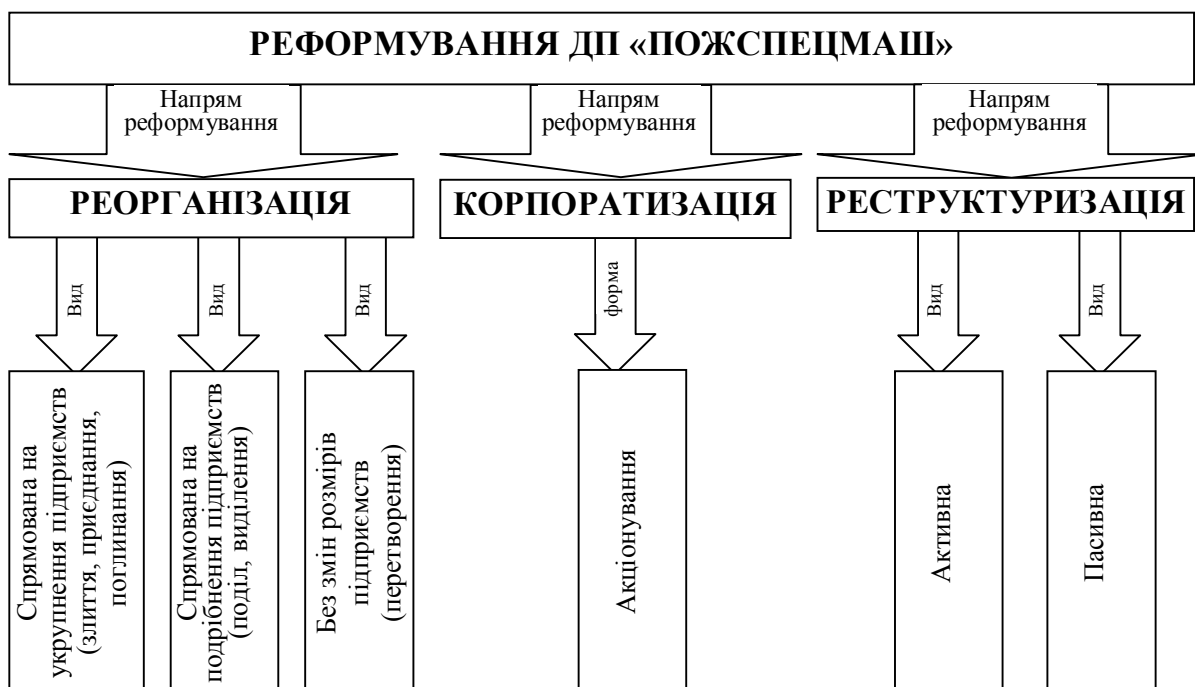 РЕФОРМУВАННЯ ДП «ПОЖСПЕЦМАШ»
Напрям
реформування
Напрям
реформування
Напрям
реформування
РЕОРГАНІЗАЦІЯ
КОРПОРАТИЗАЦІЯ
РЕСТРУКТУРИЗАЦІЯ
Вид
Вид
Вид
форма
Вид
Вид
Спрямована на
укрупнення підприємств
(злиття, приєднання,
поглинання)
Спрямована на
подрібнення підприємств
(поділ, виділення)
Без змін розмірів
підприємств
(перетворення)
Акціонування
Активна
Пасивна